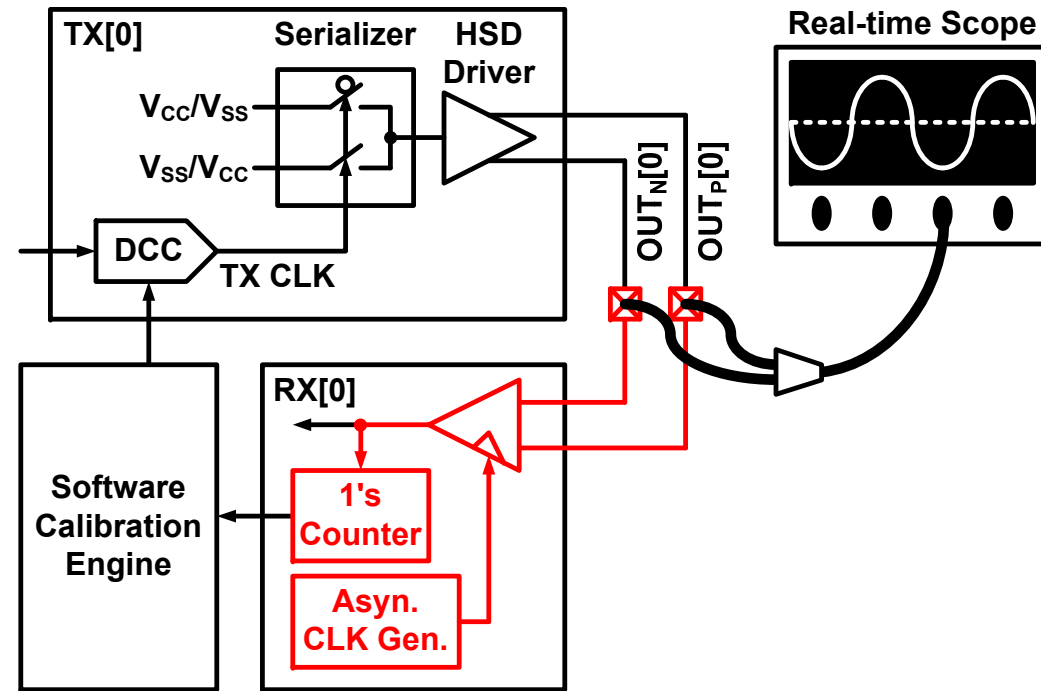 TX[0]
Serializer
HSD
Driver
VCC/VSS
VSS/VCC
DCC
TX CLK
OUTN[0]
OUTP[0]
Real-time Scope
Software
Calibration
Engine
RX[0]
1's
Counter
Asyn.
CLK Gen.